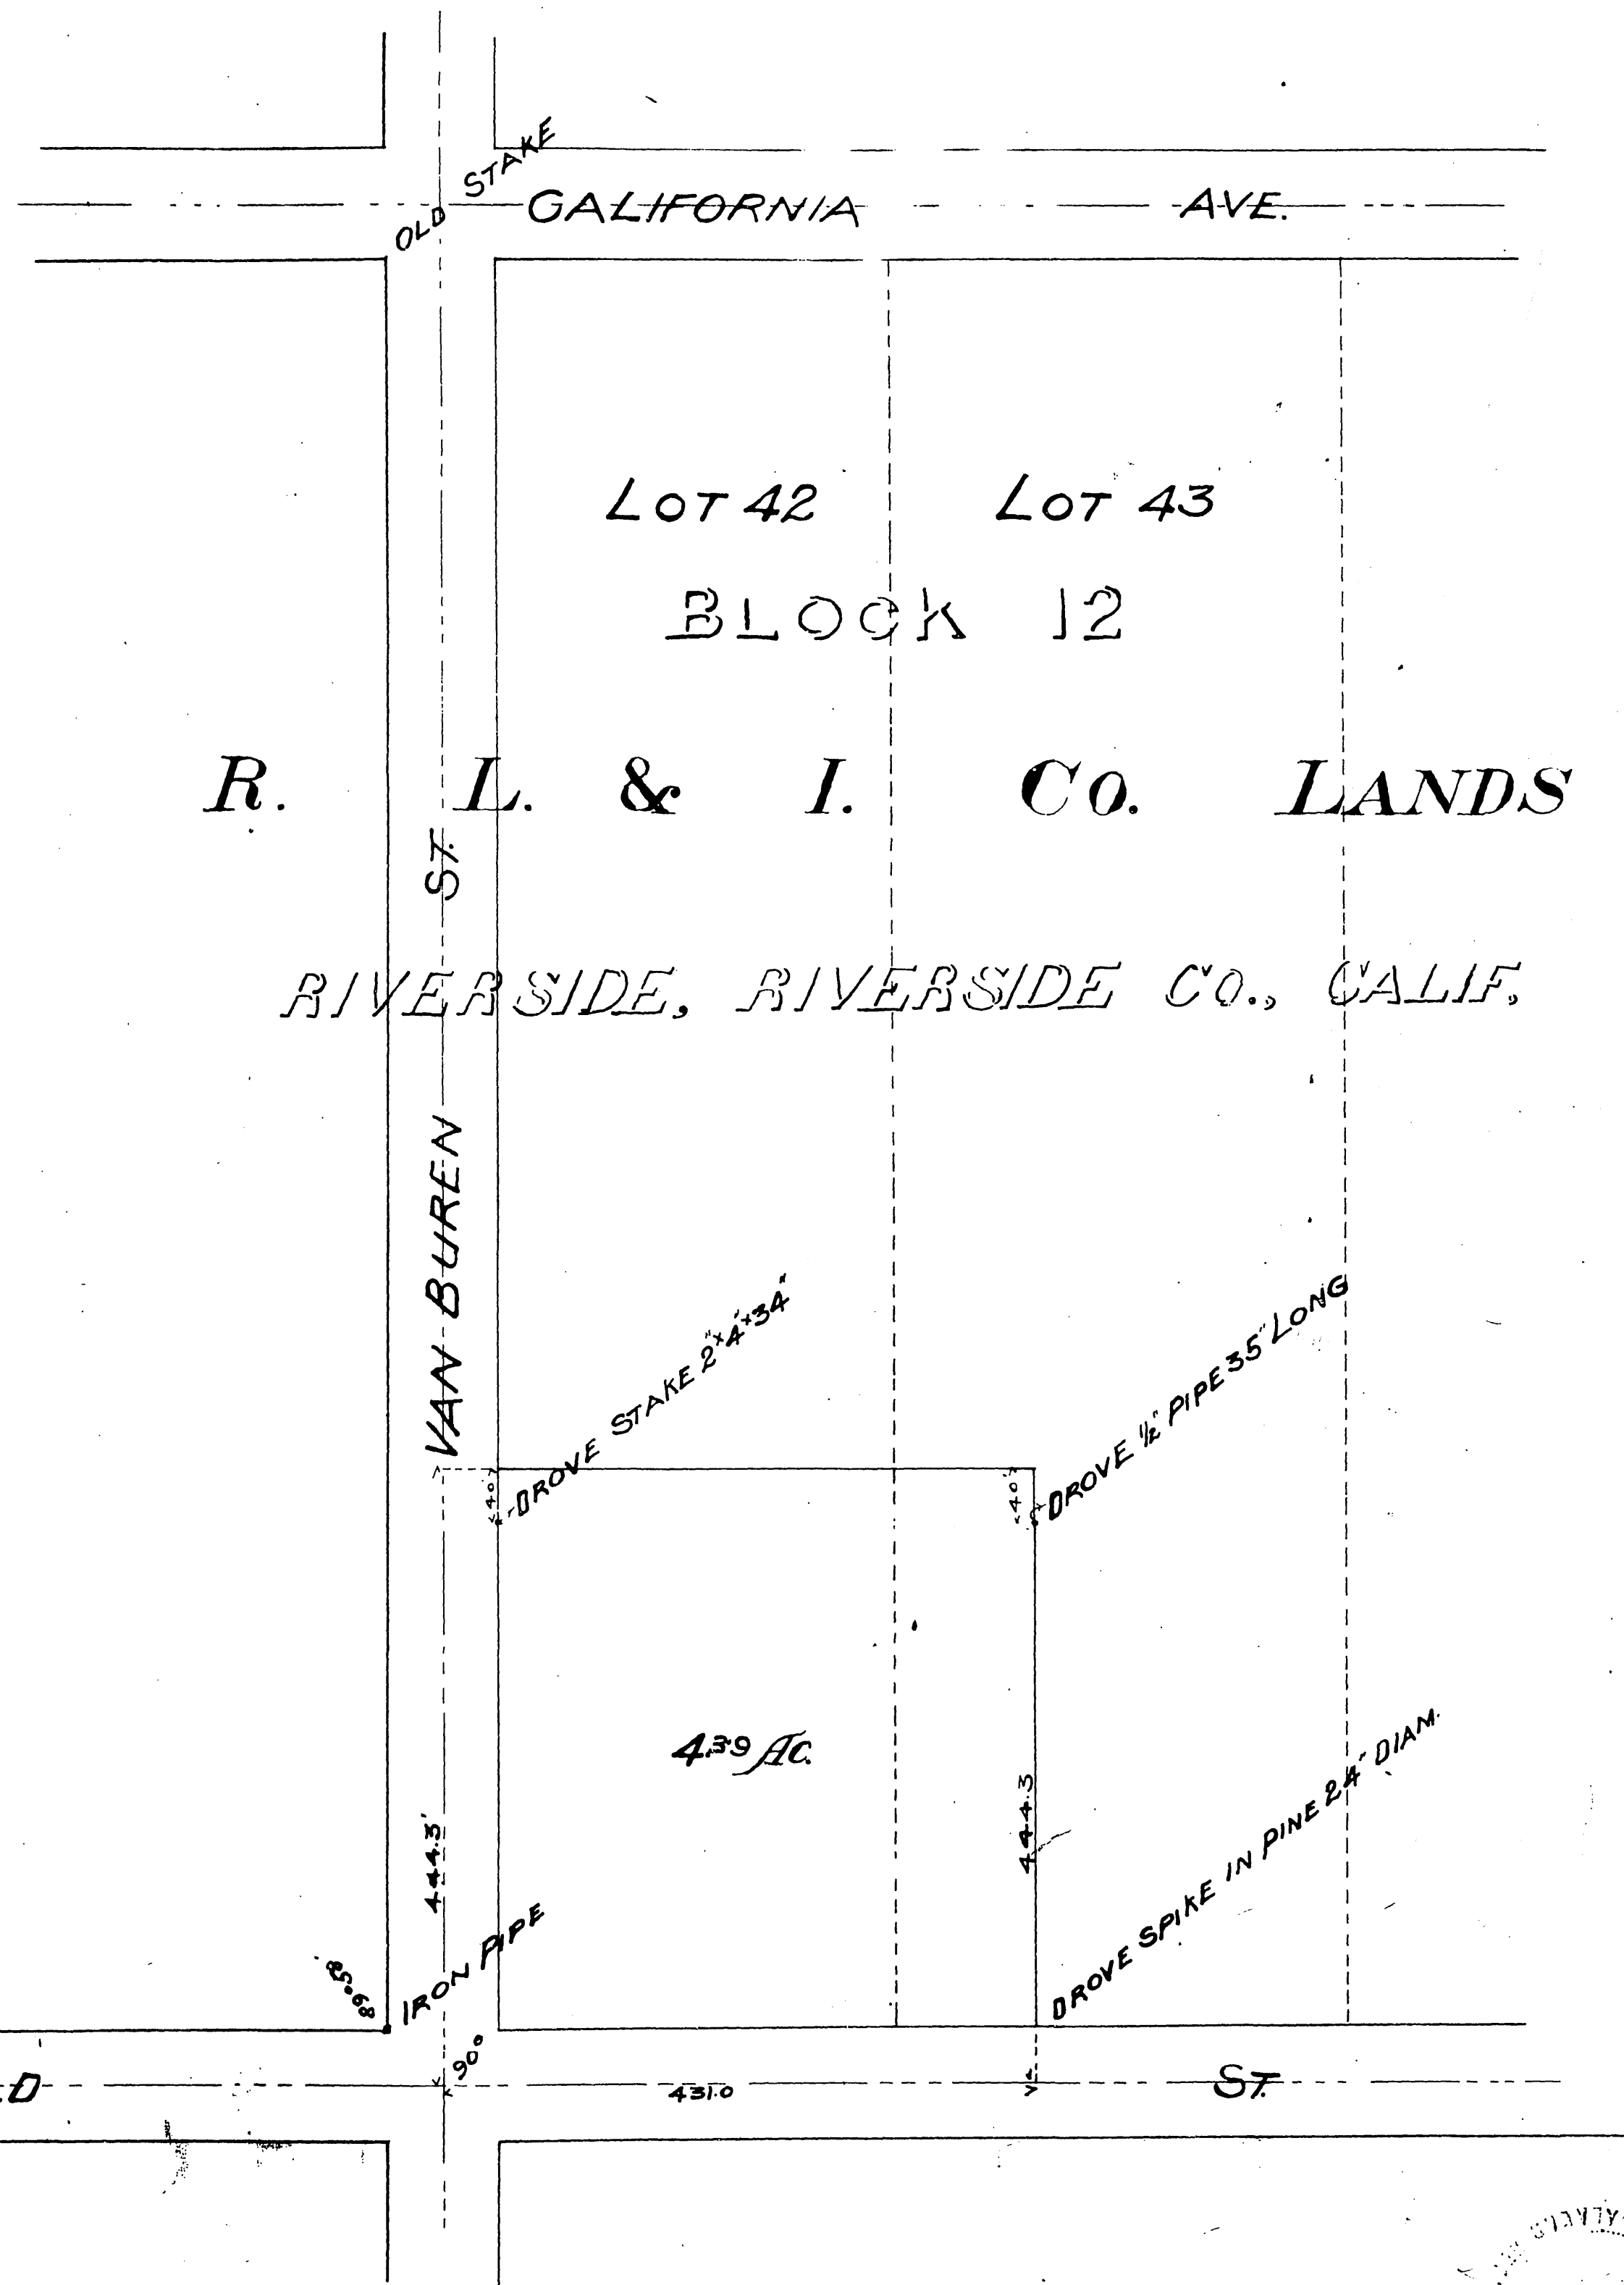 OLD STAKE
CALIFORNIA AVE.
LOT 42 LOT 43
BLOCK 12
R. L. & I. CO. LANDS
VAN BUREN ST.
RIVERSIDE, RIVERSIDE CO., CALIF.
DROVE STAKE 2"x4"x34"
DROVE 1/2" PIPE 35" LONG
40'
40'
4.39 AC.
444.3'
444.3
DROVE SPIKE IN PINE 24" DIAM.
IRON PIPE
89°58'
90°
D
431.0
ST.